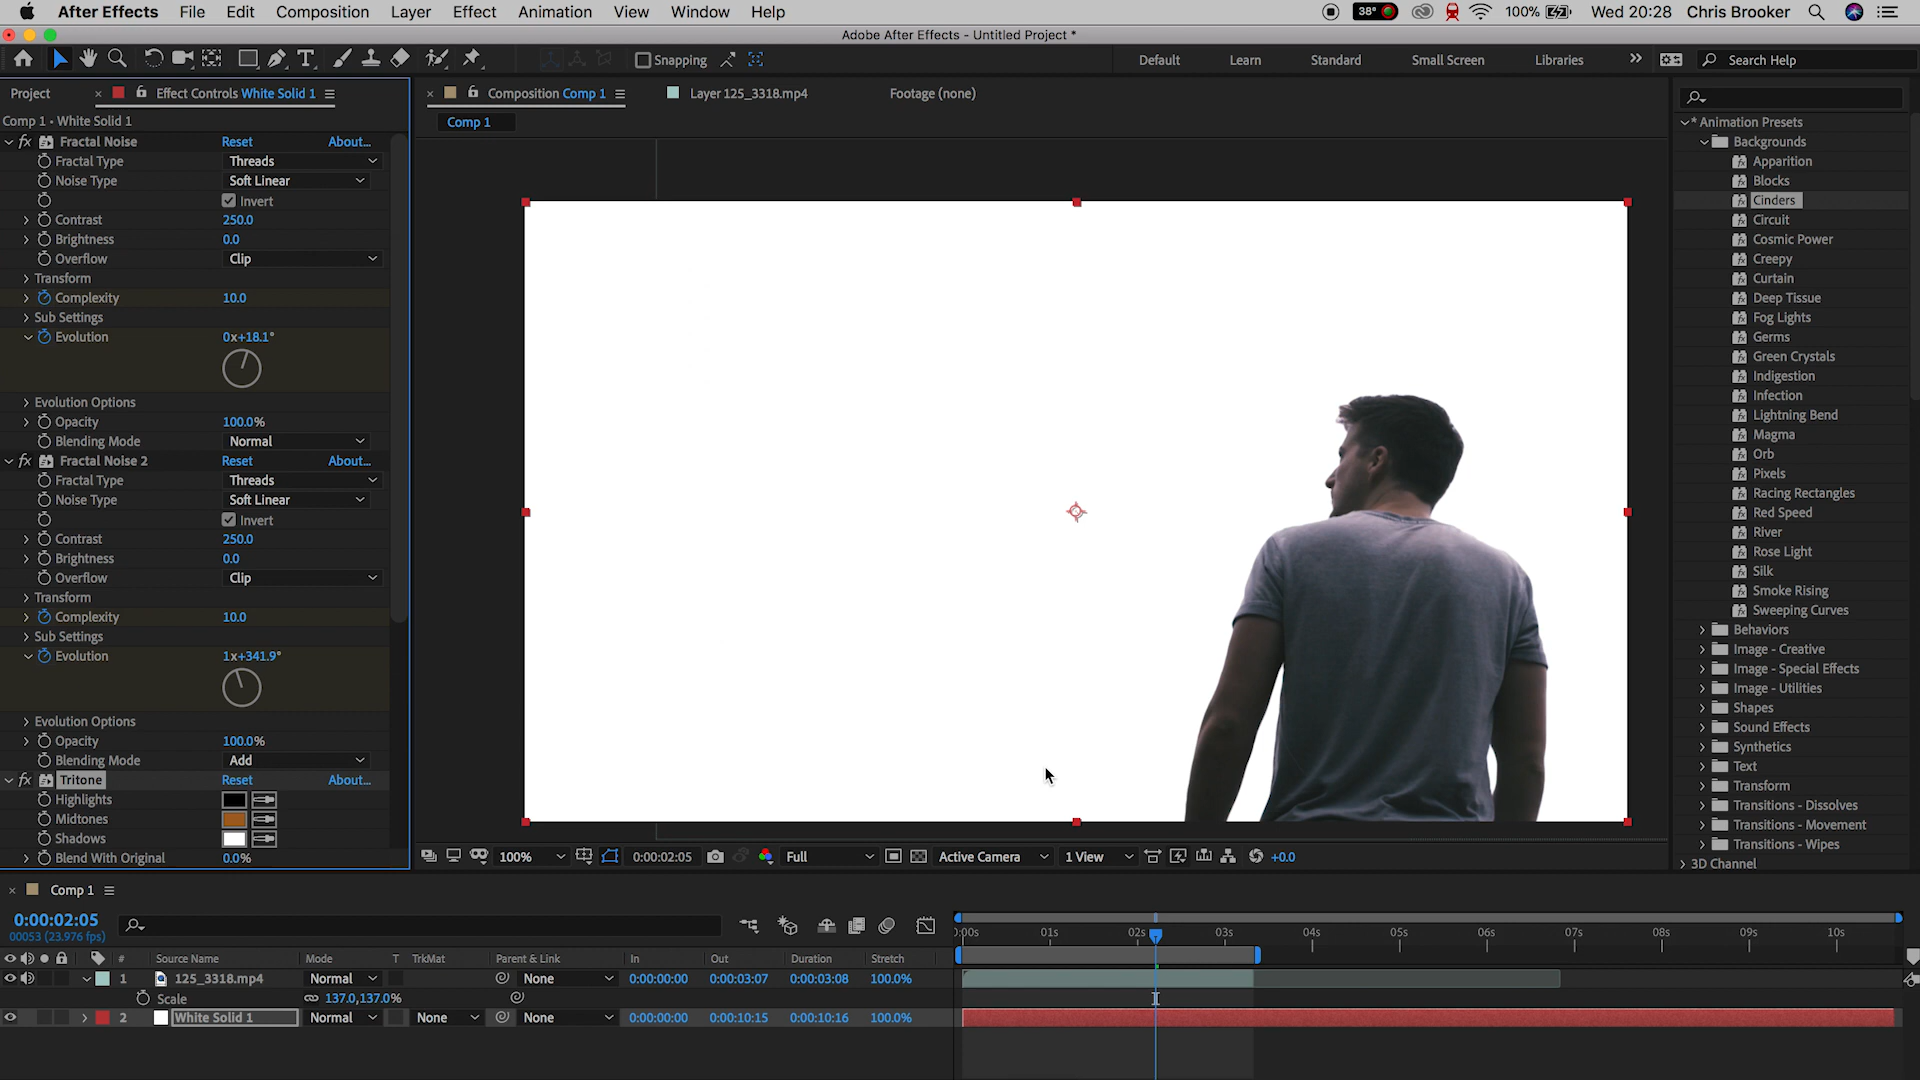 After Effects File Edit Composition Layer Effect Animation View Window Help 38° 100% Wed 20:28 Chris Brooker
Adobe After Effects - Untitled Project *
Snapping Default Learn Standard Small Screen Libraries » Search Help
Project × Effect Controls White Solid 1 × Composition Comp 1 Layer 125_3318.mp4 Footage (none)
Comp 1 • White Solid 1
Comp 1
fx Fractal Noise Reset About...
Fractal Type Threads
Noise Type Soft Linear
Invert
Contrast 250.0
Brightness 0.0
Overflow Clip
Transform
Complexity 10.0
Sub Settings
Evolution 0x+18.1°
Evolution Options
Opacity 100.0%
Blending Mode Normal
fx Fractal Noise 2 Reset About...
Fractal Type Threads
Noise Type Soft Linear
Invert
Contrast 250.0
Brightness 0.0
Overflow Clip
Transform
Complexity 10.0
Sub Settings
Evolution 1x+341.9°
Evolution Options
Opacity 100.0%
Blending Mode Add
fx Tritone Reset About...
Highlights
Midtones
Shadows
Blend With Original 0.0%
100% 0:00:02:05 Full Active Camera 1 View +0.0
* Animation Presets
Backgrounds
Apparition
Blocks
Cinders
Circuit
Cosmic Power
Creepy
Curtain
Deep Tissue
Fog Lights
Germs
Green Crystals
Indigestion
Infection
Lightning Bend
Magma
Orb
Pixels
Racing Rectangles
Red Speed
River
Rose Light
Silk
Smoke Rising
Sweeping Curves
Behaviors
Image - Creative
Image - Special Effects
Image - Utilities
Shapes
Sound Effects
Synthetics
Text
Transform
Transitions - Dissolves
Transitions - Movement
Transitions - Wipes
3D Channel
× Comp 1
0:00:02:05
00053 (23.976 fps)
:00s 01s 02s 03s 04s 05s 06s 07s 08s 09s 10s
# Source Name Mode T TrkMat Parent & Link In Out Duration Stretch
1 125_3318.mp4 Normal None 0:00:00:00 0:00:03:07 0:00:03:08 100.0%
Scale 137.0,137.0%
2 White Solid 1 Normal None None 0:00:00:00 0:00:10:15 0:00:10:16 100.0%